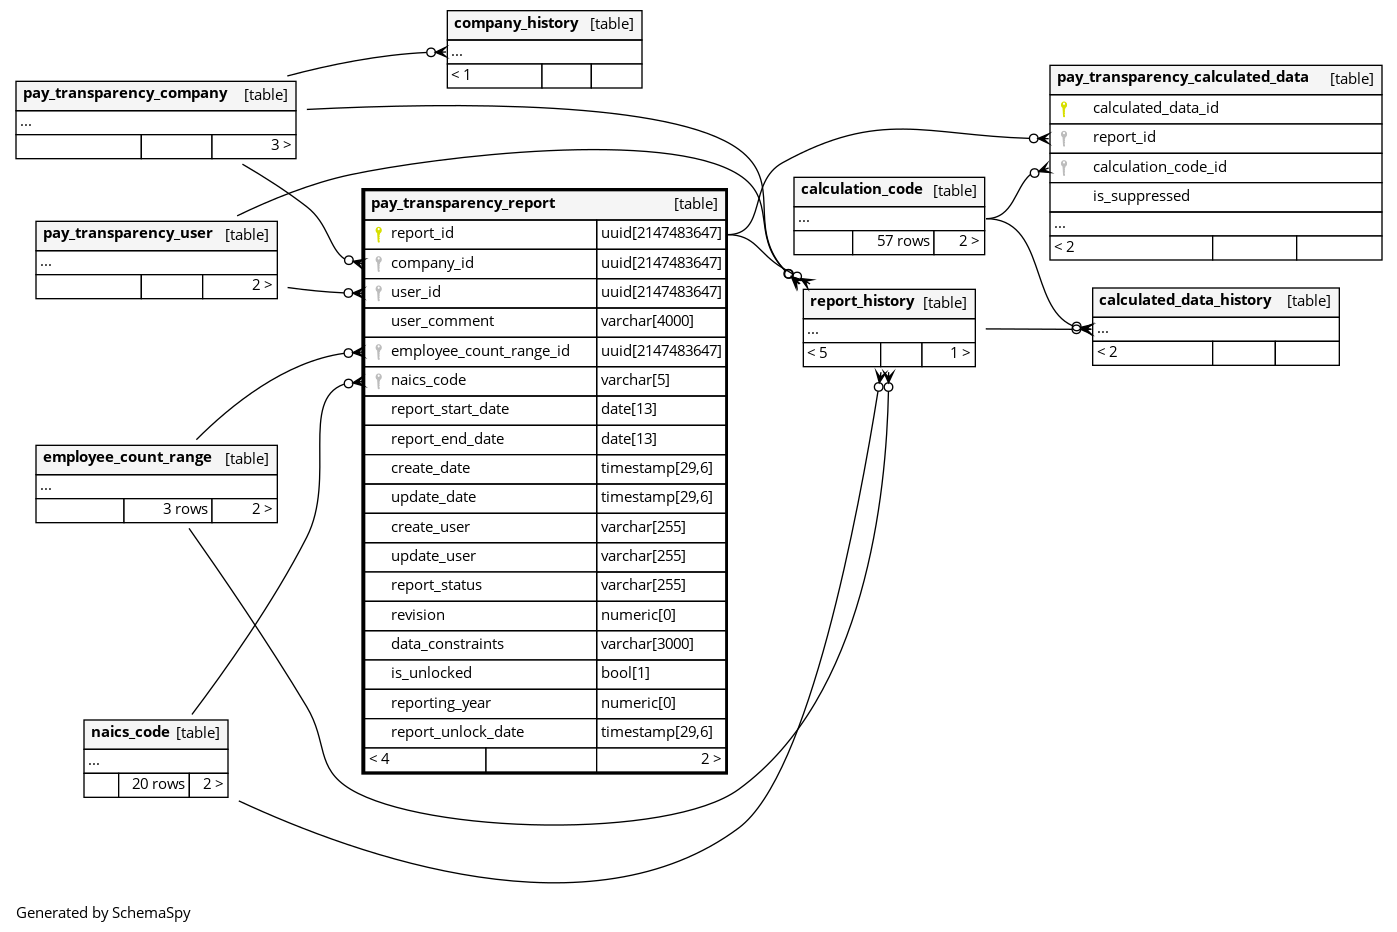 company_history [table]
...
< 1
pay_transparency_company [table]
...
3 >
pay_transparency_calculated_data [table]
calculated_data_id
report_id
calculation_code_id
is_suppressed
...
< 2
calculation_code [table]
...
57 rows 2 >
pay_transparency_report [table]
report_id uuid[2147483647]
company_id uuid[2147483647]
user_id uuid[2147483647]
user_comment varchar[4000]
employee_count_range_id uuid[2147483647]
naics_code varchar[5]
report_start_date date[13]
report_end_date date[13]
create_date timestamp[29,6]
update_date timestamp[29,6]
create_user varchar[255]
update_user varchar[255]
report_status varchar[255]
revision numeric[0]
data_constraints varchar[3000]
is_unlocked bool[1]
reporting_year numeric[0]
report_unlock_date timestamp[29,6]
< 4 2 >
pay_transparency_user [table]
...
2 >
report_history [table]
...
< 5 1 >
calculated_data_history [table]
...
< 2
employee_count_range [table]
...
3 rows 2 >
naics_code [table]
...
20 rows 2 >
Generated by SchemaSpy